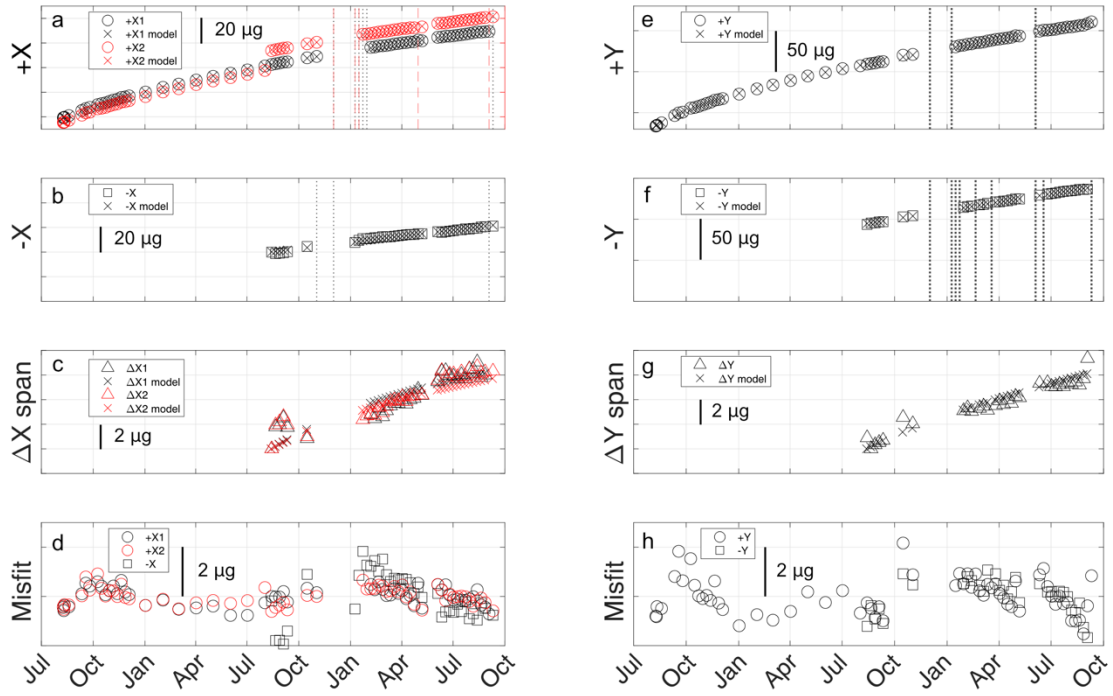 a
+X1
+X1 model
+X2
+X2 model
20 µg
+X
b
-X
-X model
20 µg
-X
c
ΔX1
ΔX1 model
ΔX2
ΔX2 model
2 µg
ΔX span
d
+X1
+X2
-X
2 µg
Misfit
Jul Oct Jan Apr Jul Oct Jan Apr Jul Oct
e
+Y
+Y model
50 µg
+Y
f
-Y
-Y model
50 µg
-Y
g
ΔY
ΔY model
2 µg
ΔY span
h
+Y
-Y
2 µg
Misfit
Jul Oct Jan Apr Jul Oct Jan Apr Jul Oct